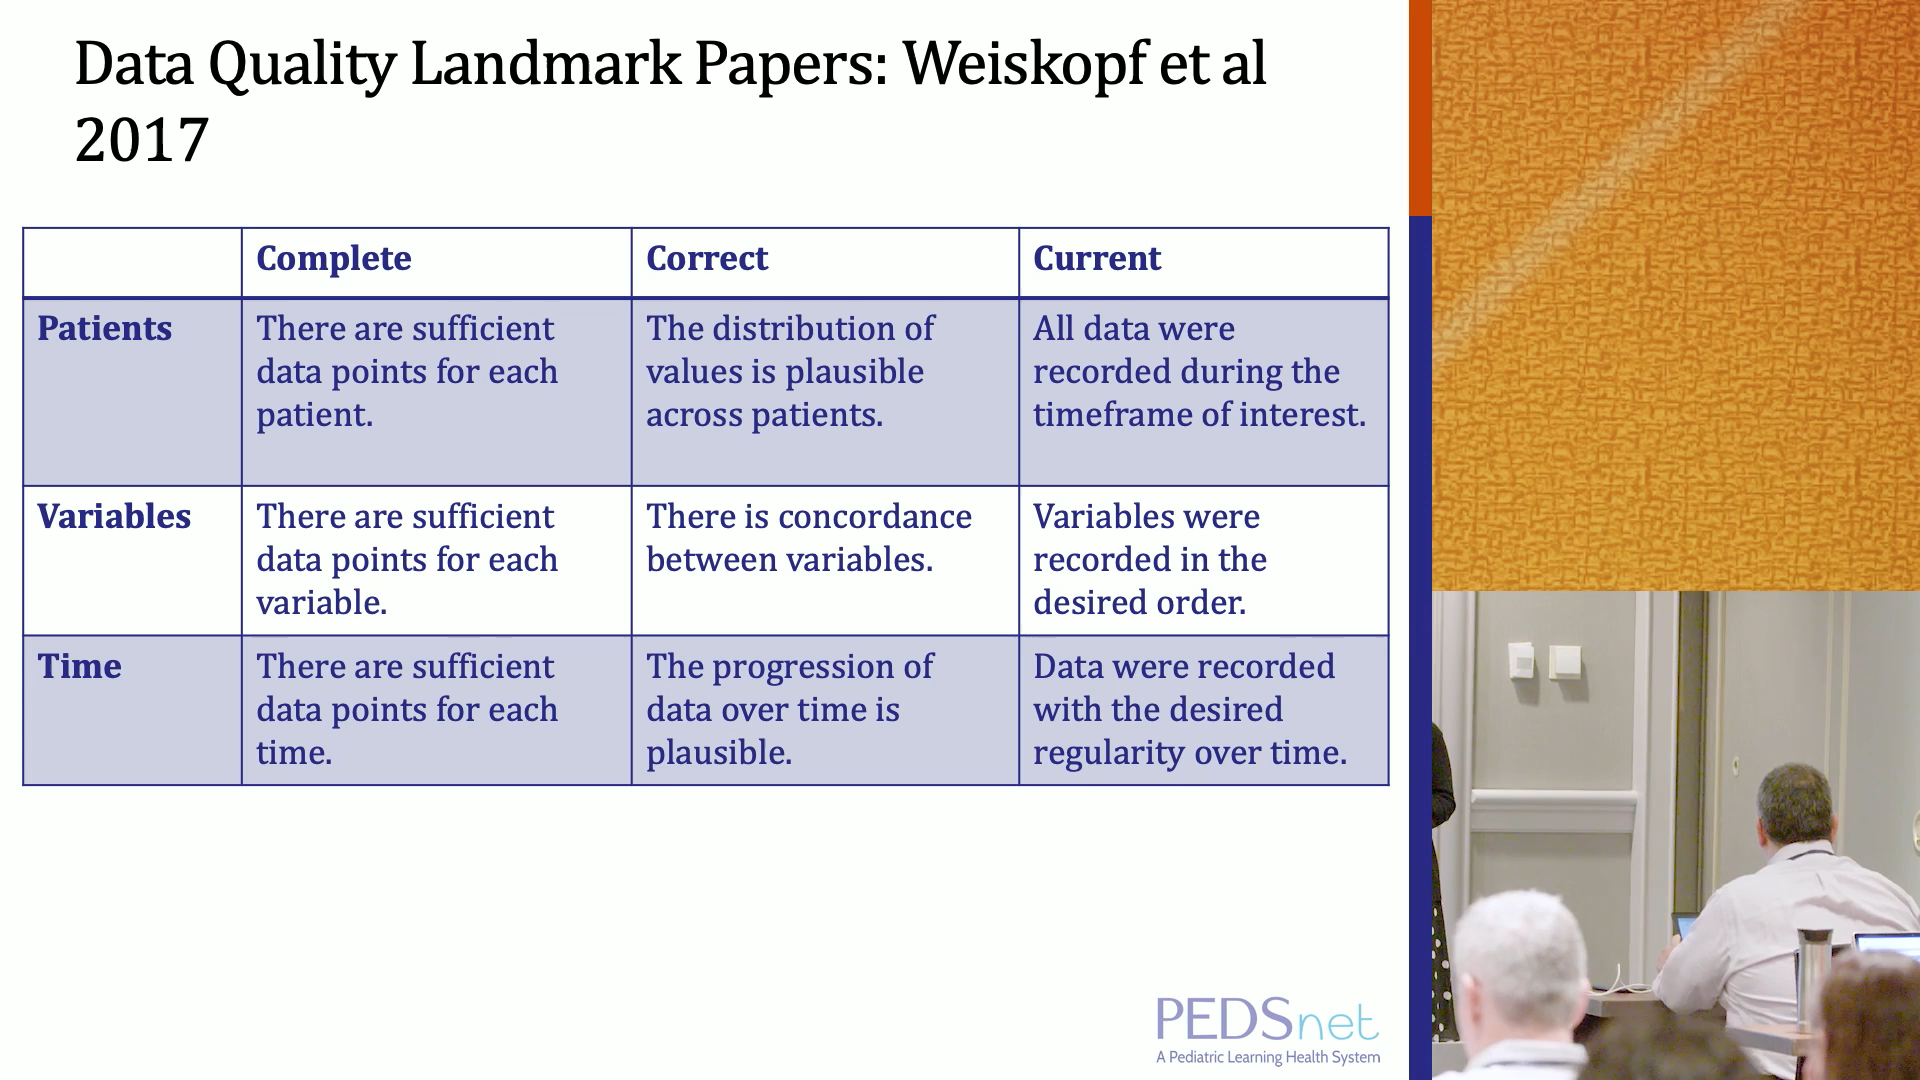 Data Quality Landmark Papers: Weiskopf et al
2017
Complete
Correct
Current
Patients
There are sufficient
data points for each
patient.
The distribution of
values is plausible
across patients.
All data were
recorded during the
timeframe of interest.
Variables
There are sufficient
data points for each
variable.
There is concordance
between variables.
Variables were
recorded in the
desired order.
Time
There are sufficient
data points for each
time.
The progression of
data over time is
plausible.
Data were recorded
with the desired
regularity over time.
PEDSnet
A Pediatric Learning Health System